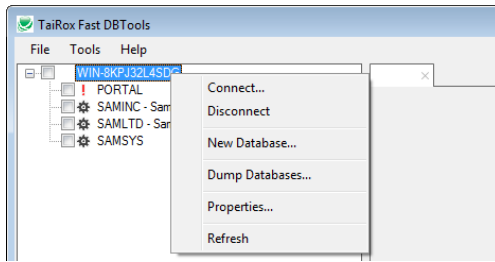 TaiRox Fast DBTools
File Tools Help
WIN-8KPJ32L4SDG
Connect...
PORTAL
SAMINC - Sam
Disconnect
SAMLTD - Sar
SAMSYS
New Database...
Dump Databases...
Properties...
Refresh